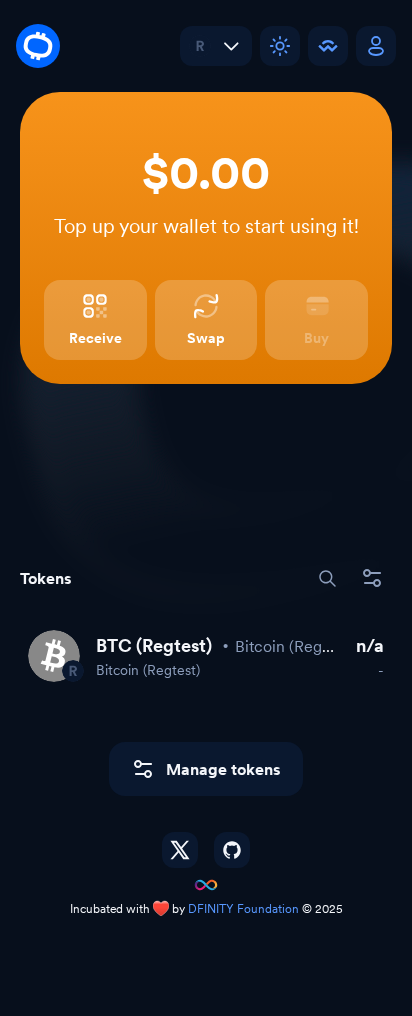 R
$0.00
Top up your wallet to start using it!
Receive Swap Buy
Tokens
BTC (Regtest) • Bitcoin (Reg... n/a
R Bitcoin (Regtest) -
Manage tokens
Incubated with ❤️ by DFINITY Foundation © 2025